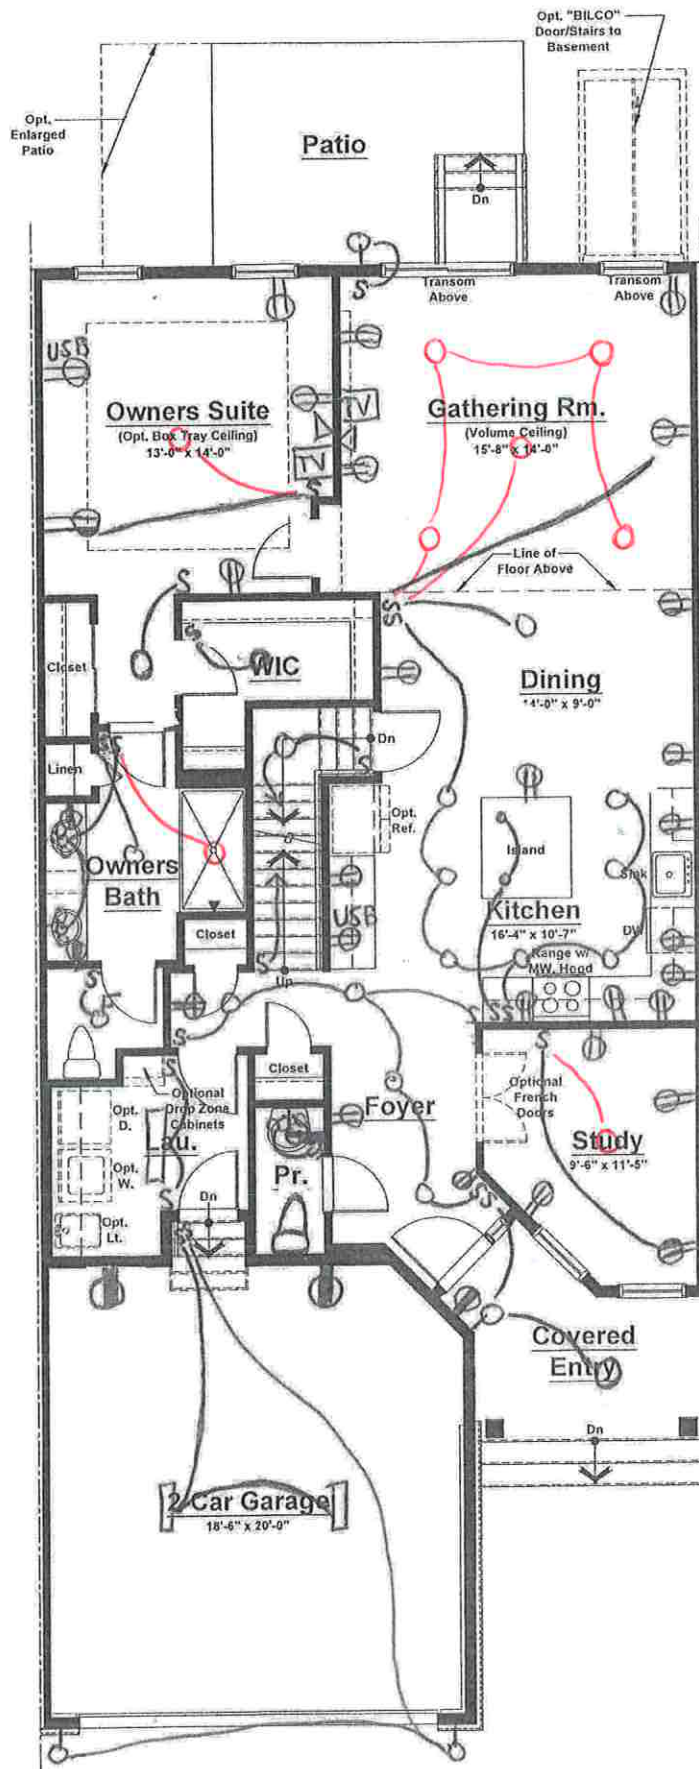 Opt. "BILCO"
Door/Stairs to
Basement
Opt.
Enlarged
Patio
Patio
Dn
S
Transom
Above
Transom
Above
USB
Owners Suite
(Opt. Box Tray Ceiling)
13'-0" x 14'-0"
TV
TV
S
Gathering Rm.
(Volume Ceiling)
15'-8" x 14'-0"
Line of
Floor Above
S
SS
S
Closet
WIC
Dining
14'-0" x 9'-0"
Dn
S
S
Linen
Opt.
Ref.
Island
Sink
Owners
Bath
USB
Kitchen
16'-4" x 10'-7"
DW
Closet
Range w/
MW. Hood
S
Up
S
S
S
SS
S
S
Closet
Optional
Drop Zone
Cabinets
Foyer
Optional
French
Doors
Study
9'-6" x 11'-5"
Opt.
D.
Lau.
Opt.
W.
Pr.
S
S
SS
Opt.
Lt.
Dn
SS
Covered
Entry
Dn
2 Car Garage
18'-6" x 20'-0"